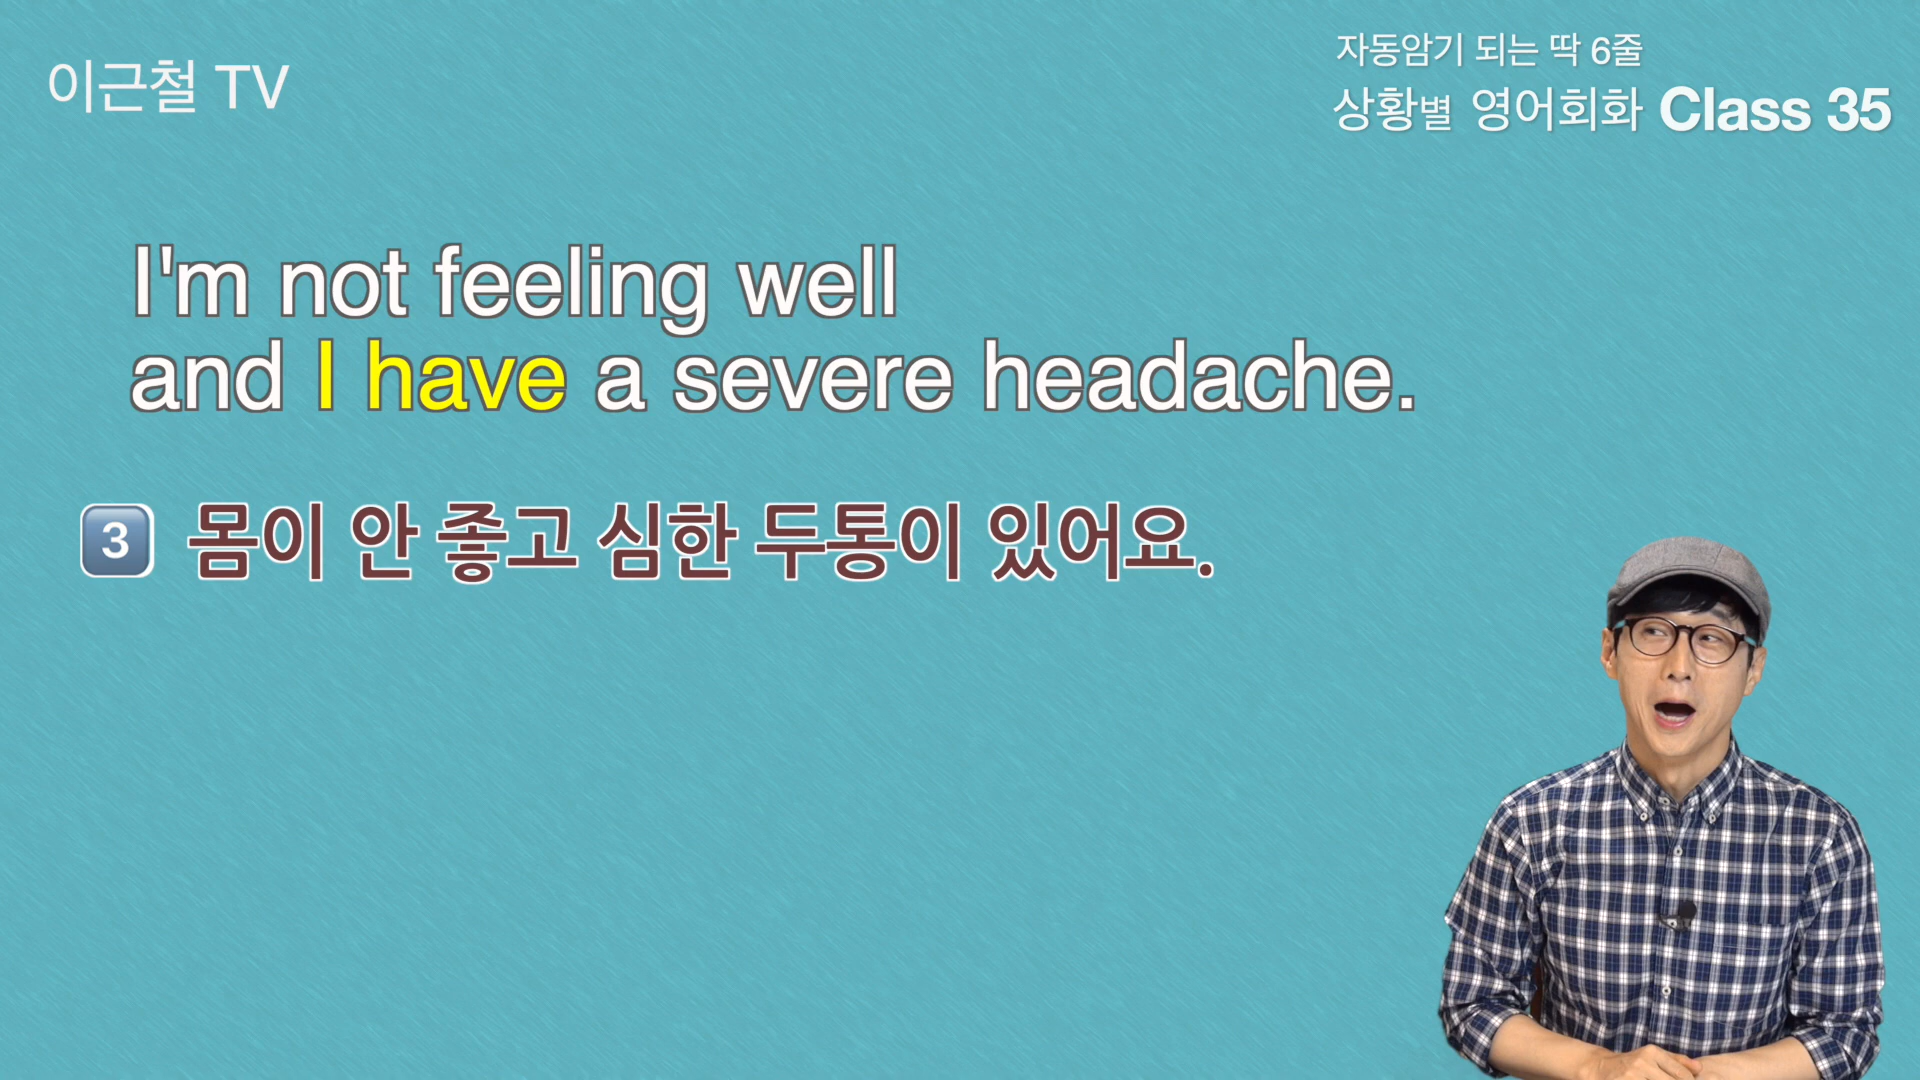 이근철 TV
자동암기 되는 딱 6줄
상황별 영어회화 Class 35
I'm not feeling well
and I have a severe headache.
3 몸이 안 좋고 심한 두통이 있어요.